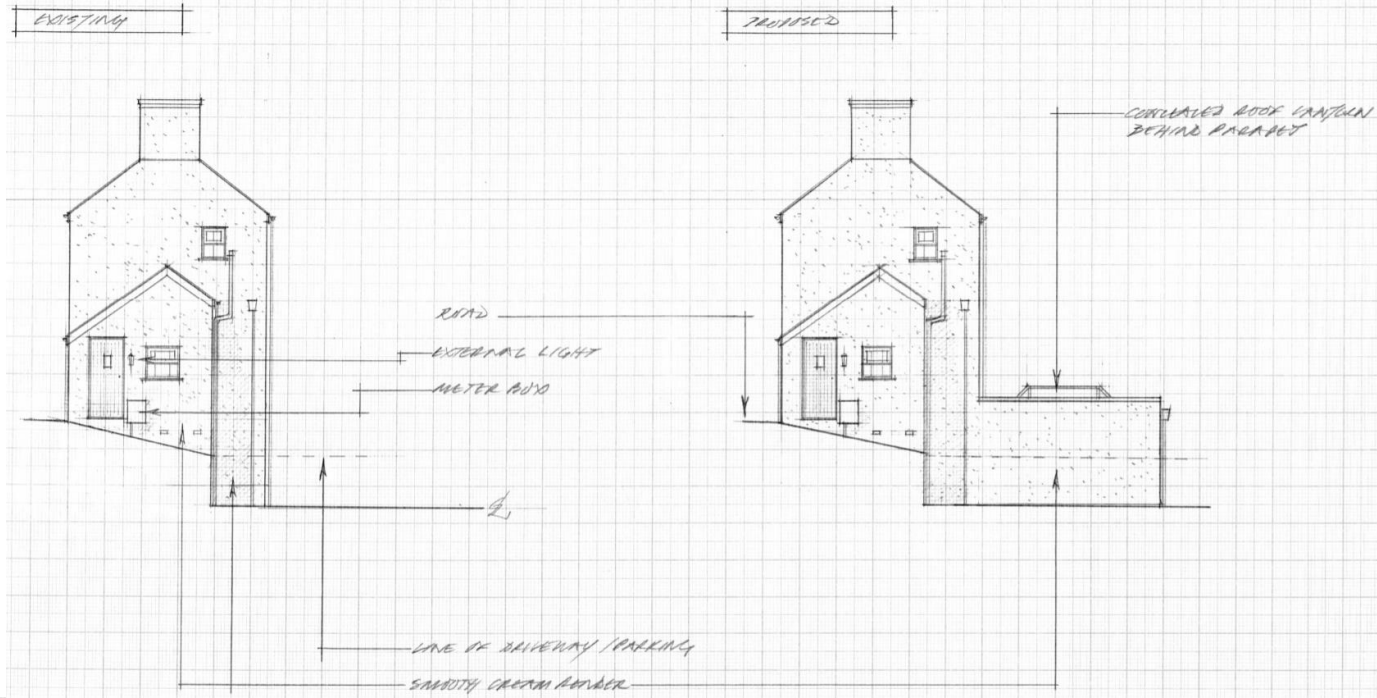 EXISTING
PROPOSED
CONCEALED ROOF LANTERN
BEHIND PARAPET
ROAD
EXTERNAL LIGHT
METER BOX
GL
LINE OF DRIVEWAY / PARKING
SMOOTH CREAM RENDER